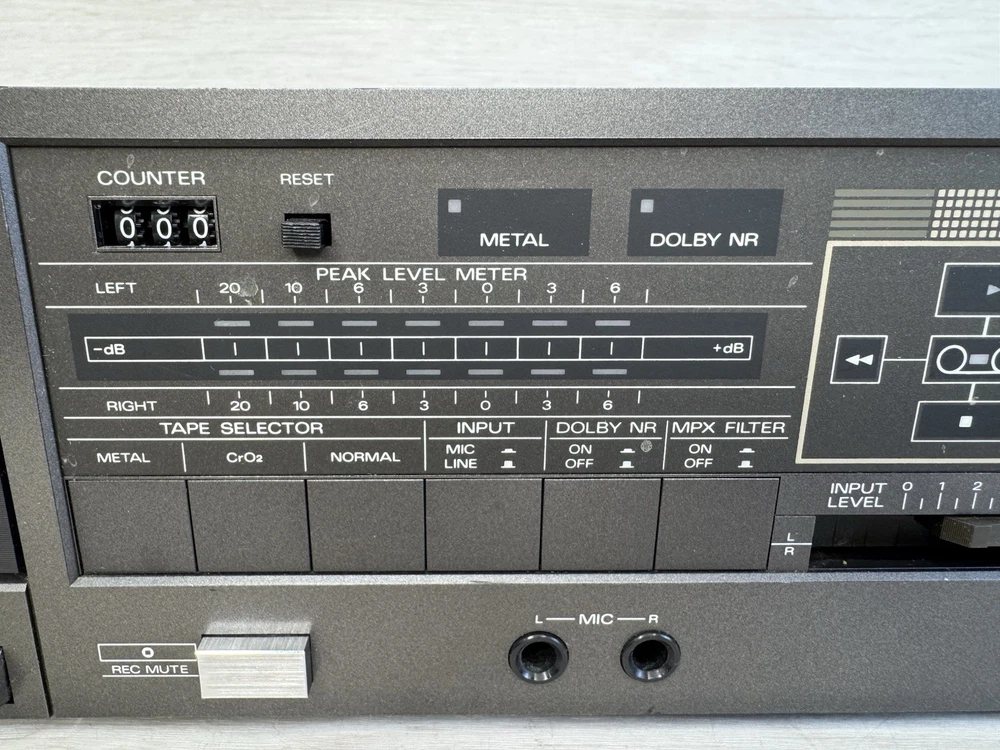 COUNTER
RESET
000
METAL
DOLBY NR
PEAK LEVEL METER
LEFT 20 10 6 3 0 3 6
-dB +dB
RIGHT 20 10 6 3 0 3 6
TAPE SELECTOR INPUT DOLBY NR MPX FILTER
METAL CrO2 NORMAL
MIC ON ON
LINE OFF OFF
INPUT LEVEL 0 1 2
L
R
L MIC R
REC MUTE